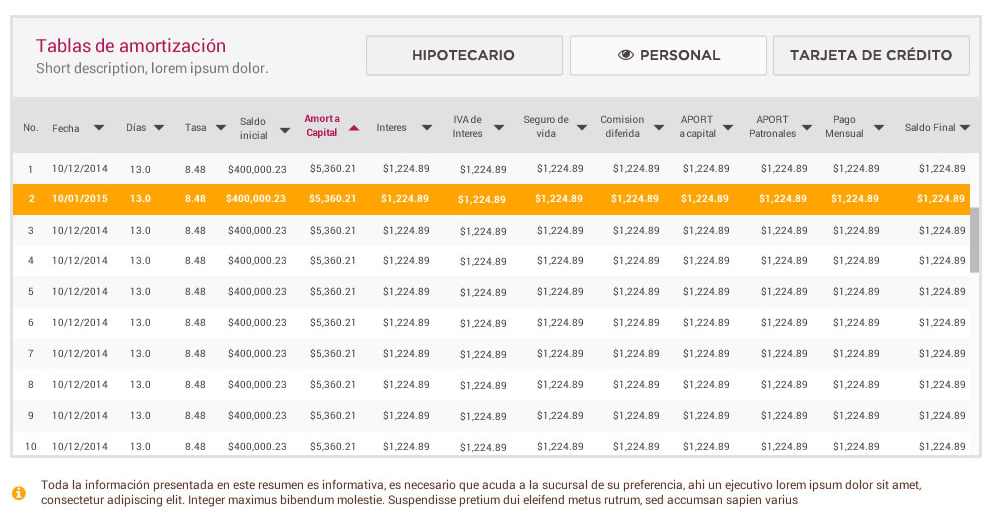 Tablas de amortización
Short description, lorem ipsum dolor.
HIPOTECARIO PERSONAL TARJETA DE CRÉDITO
No. Fecha Días Tasa Saldo inicial Amort a Capital Interes IVA de Interes Seguro de vida Comision diferida APORT a capital APORT Patronales Pago Mensual Saldo Final
1 10/12/2014 13.0 8.48 $400,000.23 $5,360.21 $1,224.89 $1,224.89 $1,224.89 $1,224.89 $1,224.89 $1,224.89 $1,224.89 $1,224.89
2 10/01/2015 13.0 8.48 $400,000.23 $5,360.21 $1,224.89 $1,224.89 $1,224.89 $1,224.89 $1,224.89 $1,224.89 $1,224.89 $1,224.89
3 10/12/2014 13.0 8.48 $400,000.23 $5,360.21 $1,224.89 $1,224.89 $1,224.89 $1,224.89 $1,224.89 $1,224.89 $1,224.89 $1,224.89
4 10/12/2014 13.0 8.48 $400,000.23 $5,360.21 $1,224.89 $1,224.89 $1,224.89 $1,224.89 $1,224.89 $1,224.89 $1,224.89 $1,224.89
5 10/12/2014 13.0 8.48 $400,000.23 $5,360.21 $1,224.89 $1,224.89 $1,224.89 $1,224.89 $1,224.89 $1,224.89 $1,224.89 $1,224.89
6 10/12/2014 13.0 8.48 $400,000.23 $5,360.21 $1,224.89 $1,224.89 $1,224.89 $1,224.89 $1,224.89 $1,224.89 $1,224.89 $1,224.89
7 10/12/2014 13.0 8.48 $400,000.23 $5,360.21 $1,224.89 $1,224.89 $1,224.89 $1,224.89 $1,224.89 $1,224.89 $1,224.89 $1,224.89
8 10/12/2014 13.0 8.48 $400,000.23 $5,360.21 $1,224.89 $1,224.89 $1,224.89 $1,224.89 $1,224.89 $1,224.89 $1,224.89 $1,224.89
9 10/12/2014 13.0 8.48 $400,000.23 $5,360.21 $1,224.89 $1,224.89 $1,224.89 $1,224.89 $1,224.89 $1,224.89 $1,224.89 $1,224.89
10 10/12/2014 13.0 8.48 $400,000.23 $5,360.21 $1,224.89 $1,224.89 $1,224.89 $1,224.89 $1,224.89 $1,224.89 $1,224.89 $1,224.89
Toda la información presentada en este resumen es informativa, es necesario que acuda a la sucursal de su preferencia, ahi un ejecutivo lorem ipsum dolor sit amet,
consectetur adipiscing elit. Integer maximus bibendum molestie. Suspendisse pretium dui eleifend metus rutrum, sed accumsan sapien varius